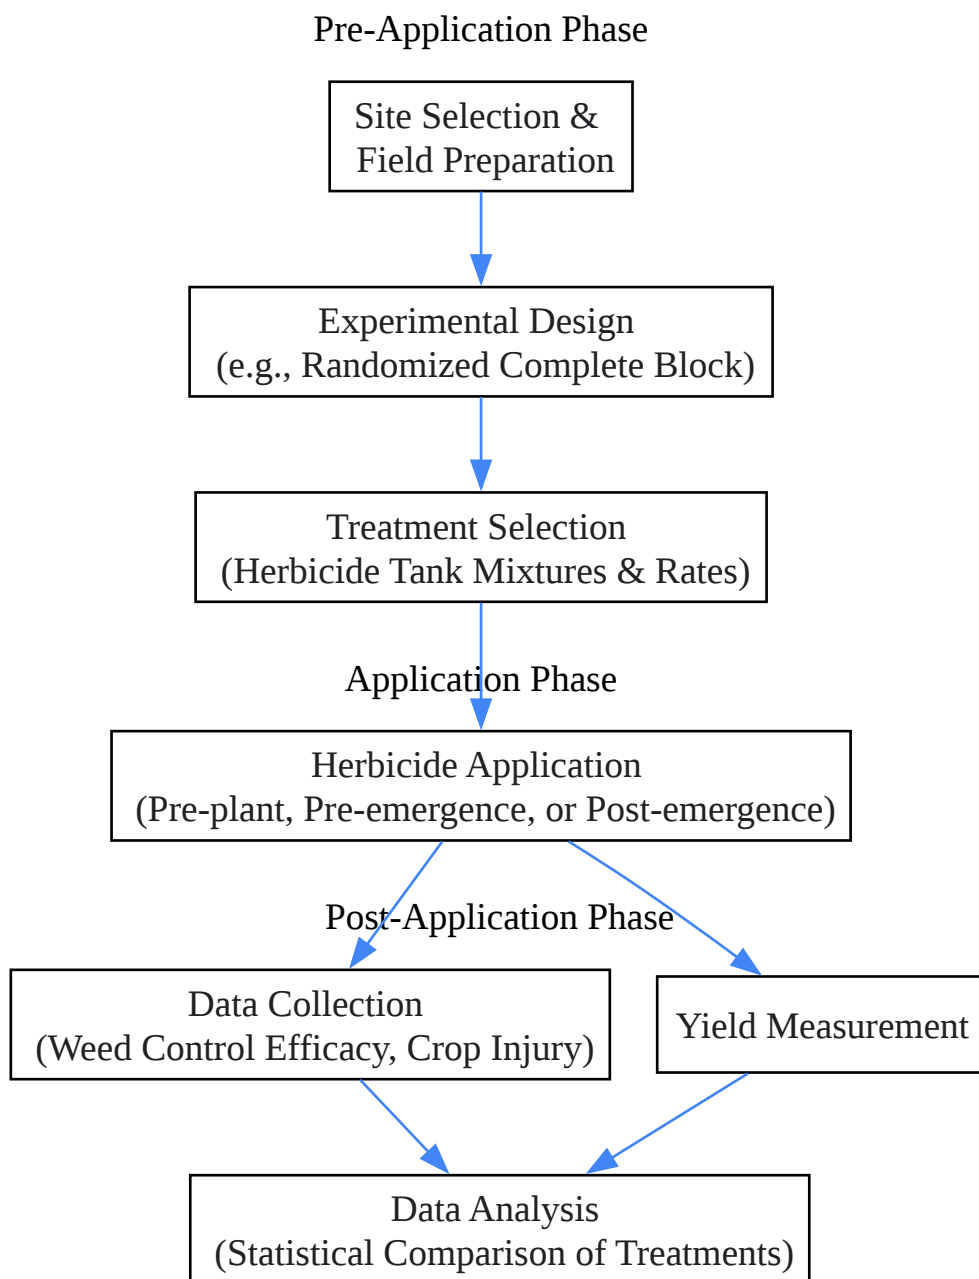 Pre-Application Phase
Site Selection &
Field Preparation
Experimental Design
(e.g., Randomized Complete Block)
Treatment Selection
(Herbicide Tank Mixtures & Rates)
Application Phase
Herbicide Application
(Pre-plant, Pre-emergence, or Post-emergence)
Post-Application Phase
Data Collection
(Weed Control Efficacy, Crop Injury)
Yield Measurement
Data Analysis
(Statistical Comparison of Treatments)